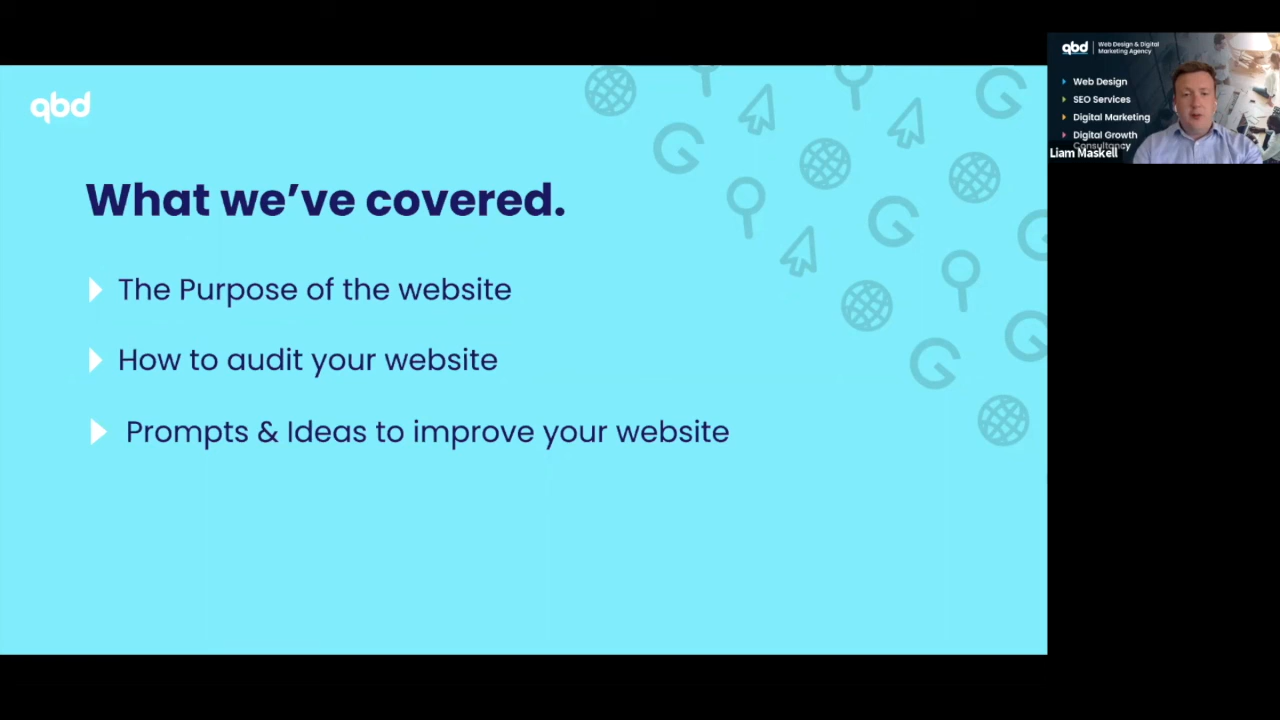 qbd
What we've covered.
The Purpose of the website
How to audit your website
Prompts & Ideas to improve your website
qbd
Web Design & Digital
Marketing Agency
Web Design
SEO Services
Digital Marketing
Digital Growth
Consultancy
Liam Maskell